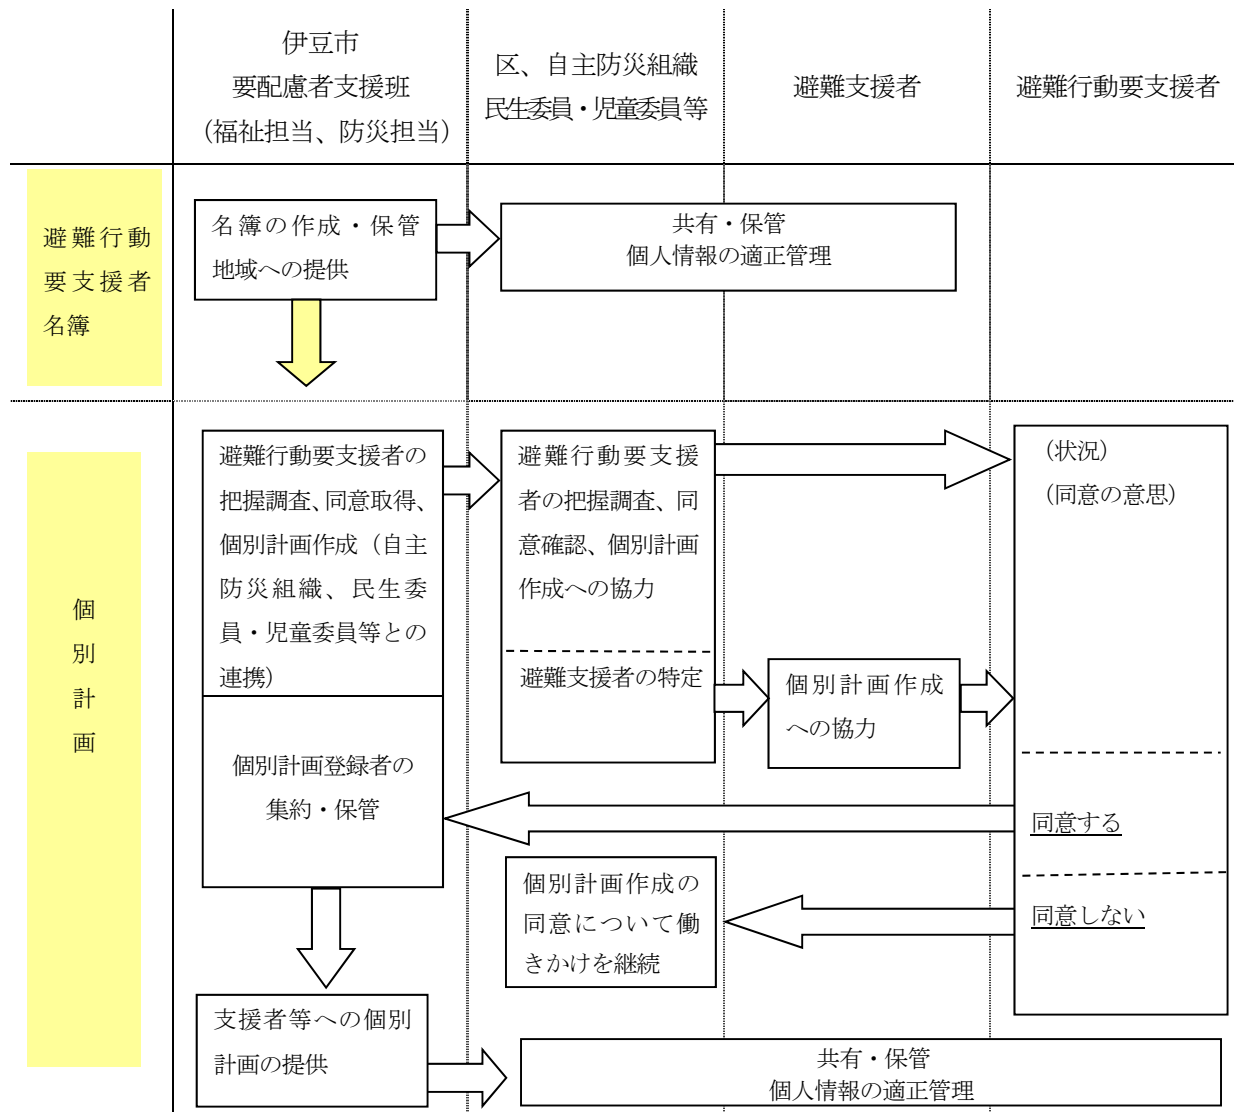 伊豆市
要配慮者支援班
（福祉担当、防災担当）
区、自主防災組織
民生委員・児童委員等
避難支援者
避難行動要支援者
避難行動
要支援者
名簿
名簿の作成・保管
地域への提供
共有・保管
個人情報の適正管理
個
別
計
画
避難行動要支援者の
把握調査、同意取得、
個別計画作成（自主
防災組織、民生委
員・児童委員等との
連携）
避難行動要支援
者の把握調査、同
意確認、個別計画
作成への協力
避難支援者の特定
個別計画作成
への協力
（状況）
（同意の意思）
個別計画登録者の
集約・保管
同意する
個別計画作成の
同意について働
きかけを継続
同意しない
支援者等への個別
計画の提供
共有・保管
個人情報の適正管理